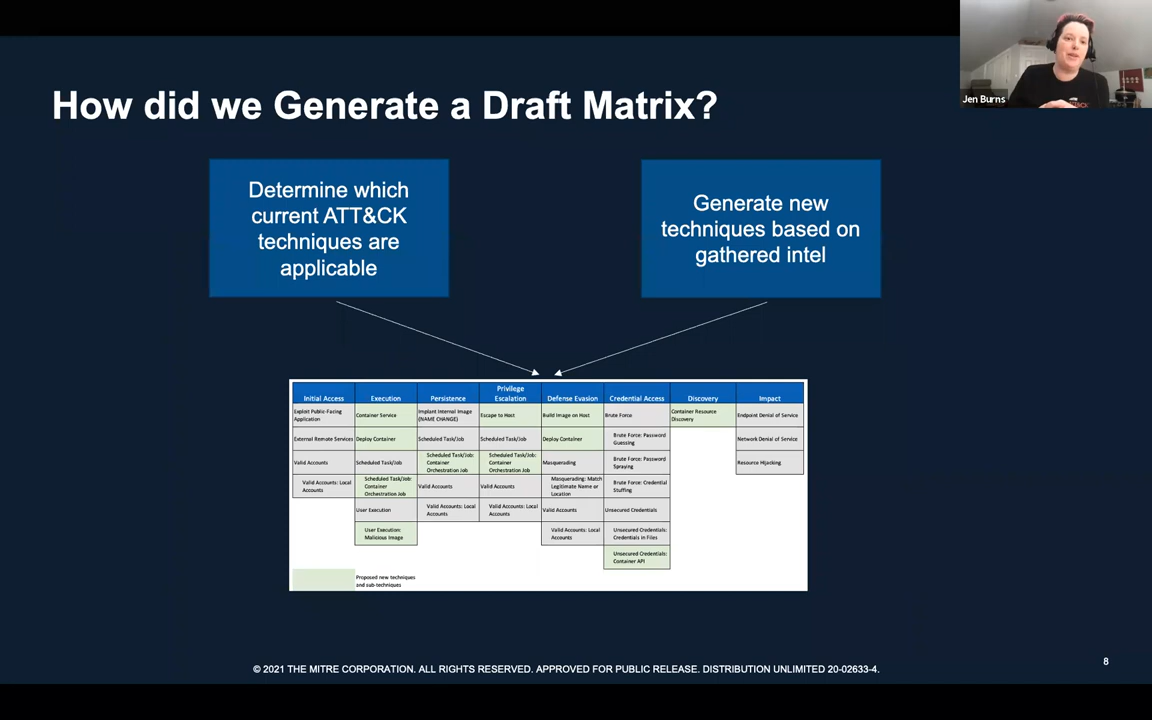 Jen Burns
How did we Generate a Draft Matrix?
Determine which
current ATT&CK
techniques are
applicable
Generate new
techniques based on
gathered intel
Initial Access
Execution
Persistence
Privilege
Escalation
Defense Evasion
Credential Access
Discovery
Impact
Exploit Public-Facing
Application
Container Service
Implant Internal Image
(NAME CHANGE)
Escape to Host
Build Image on Host
Brute Force
Container Resource
Discovery
Endpoint Denial of Service
External Remote Services
Deploy Container
Scheduled Task/Job
Scheduled Task/Job
Deploy Container
Brute Force: Password
Guessing
Network Denial of Service
Valid Accounts
Scheduled Task/Job
Scheduled Task/Job:
Container
Orchestration Job
Scheduled Task/Job:
Container
Orchestration Job
Masquerading
Brute Force: Password
Spraying
Resource Hijacking
Valid Accounts: Local
Accounts
Scheduled Task/Job:
Container
Orchestration Job
Valid Accounts
Valid Accounts
Masquerading: Match
Legitimate Name or
Location
Brute Force: Credential
Stuffing
User Execution
Valid Accounts: Local
Accounts
Valid Accounts: Local
Accounts
Valid Accounts
Unsecured Credentials
User Execution:
Malicious Image
Valid Accounts: Local
Accounts
Unsecured Credentials:
Credentials in Files
Unsecured Credentials:
Container API
Proposed new techniques
and sub-techniques
© 2021 THE MITRE CORPORATION. ALL RIGHTS RESERVED. APPROVED FOR PUBLIC RELEASE. DISTRIBUTION UNLIMITED 20-02633-4.
8